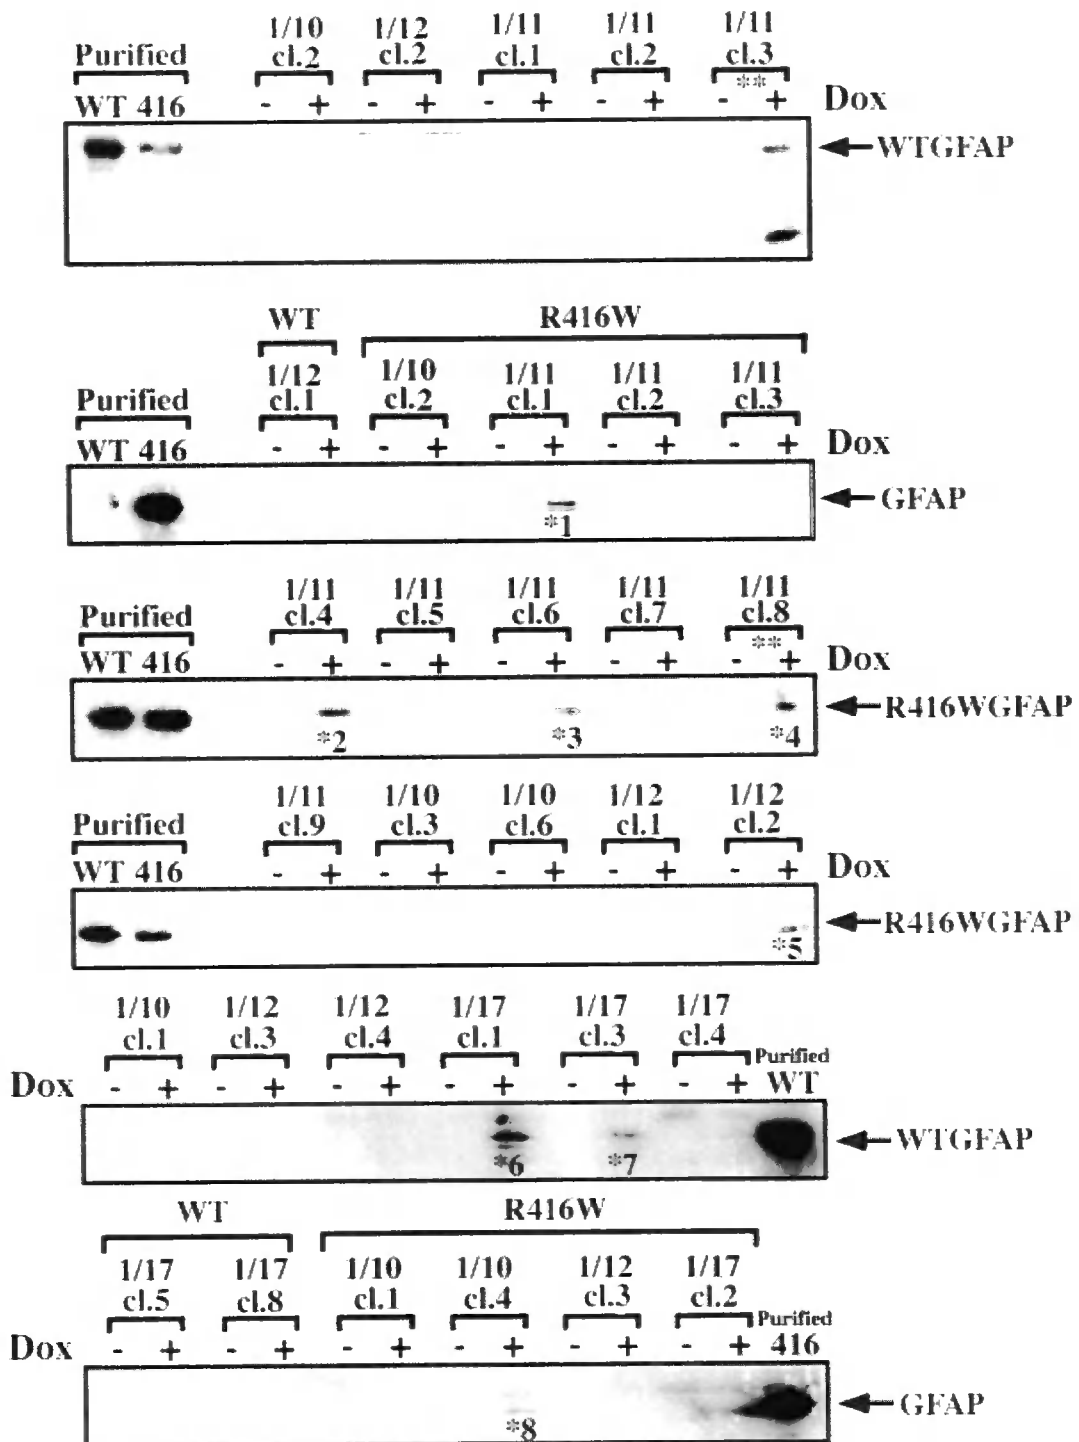 1/10 1/12 1/11 1/11 1/11
Purified cl.2 cl.2 cl.1 cl.2 cl.3
**
WT 416 - + - + - + - + - + Dox
WTGFAP
WT R416W
1/12 1/10 1/11 1/11 1/11
Purified cl.1 cl.2 cl.1 cl.2 cl.3
WT 416 - + - + - + - + - + Dox
GFAP
*1
1/11 1/11 1/11 1/11 1/11
Purified cl.4 cl.5 cl.6 cl.7 cl.8
**
WT 416 - + - + - + - + - + Dox
R416WGFAP
*2 *3 *4
1/11 1/10 1/10 1/12 1/12
Purified cl.9 cl.3 cl.6 cl.1 cl.2
WT 416 - + - + - + - + - + Dox
R416WGFAP
*5
1/10 1/12 1/12 1/17 1/17 1/17
cl.1 cl.3 cl.4 cl.1 cl.3 cl.4 Purified
Dox - + - + - + - + - + - + WT
WTGFAP
*6 *7
WT R416W
1/17 1/17 1/10 1/10 1/12 1/17
cl.5 cl.8 cl.1 cl.4 cl.3 cl.2 Purified
Dox - + - + - + - + - + - + 416
GFAP
*8